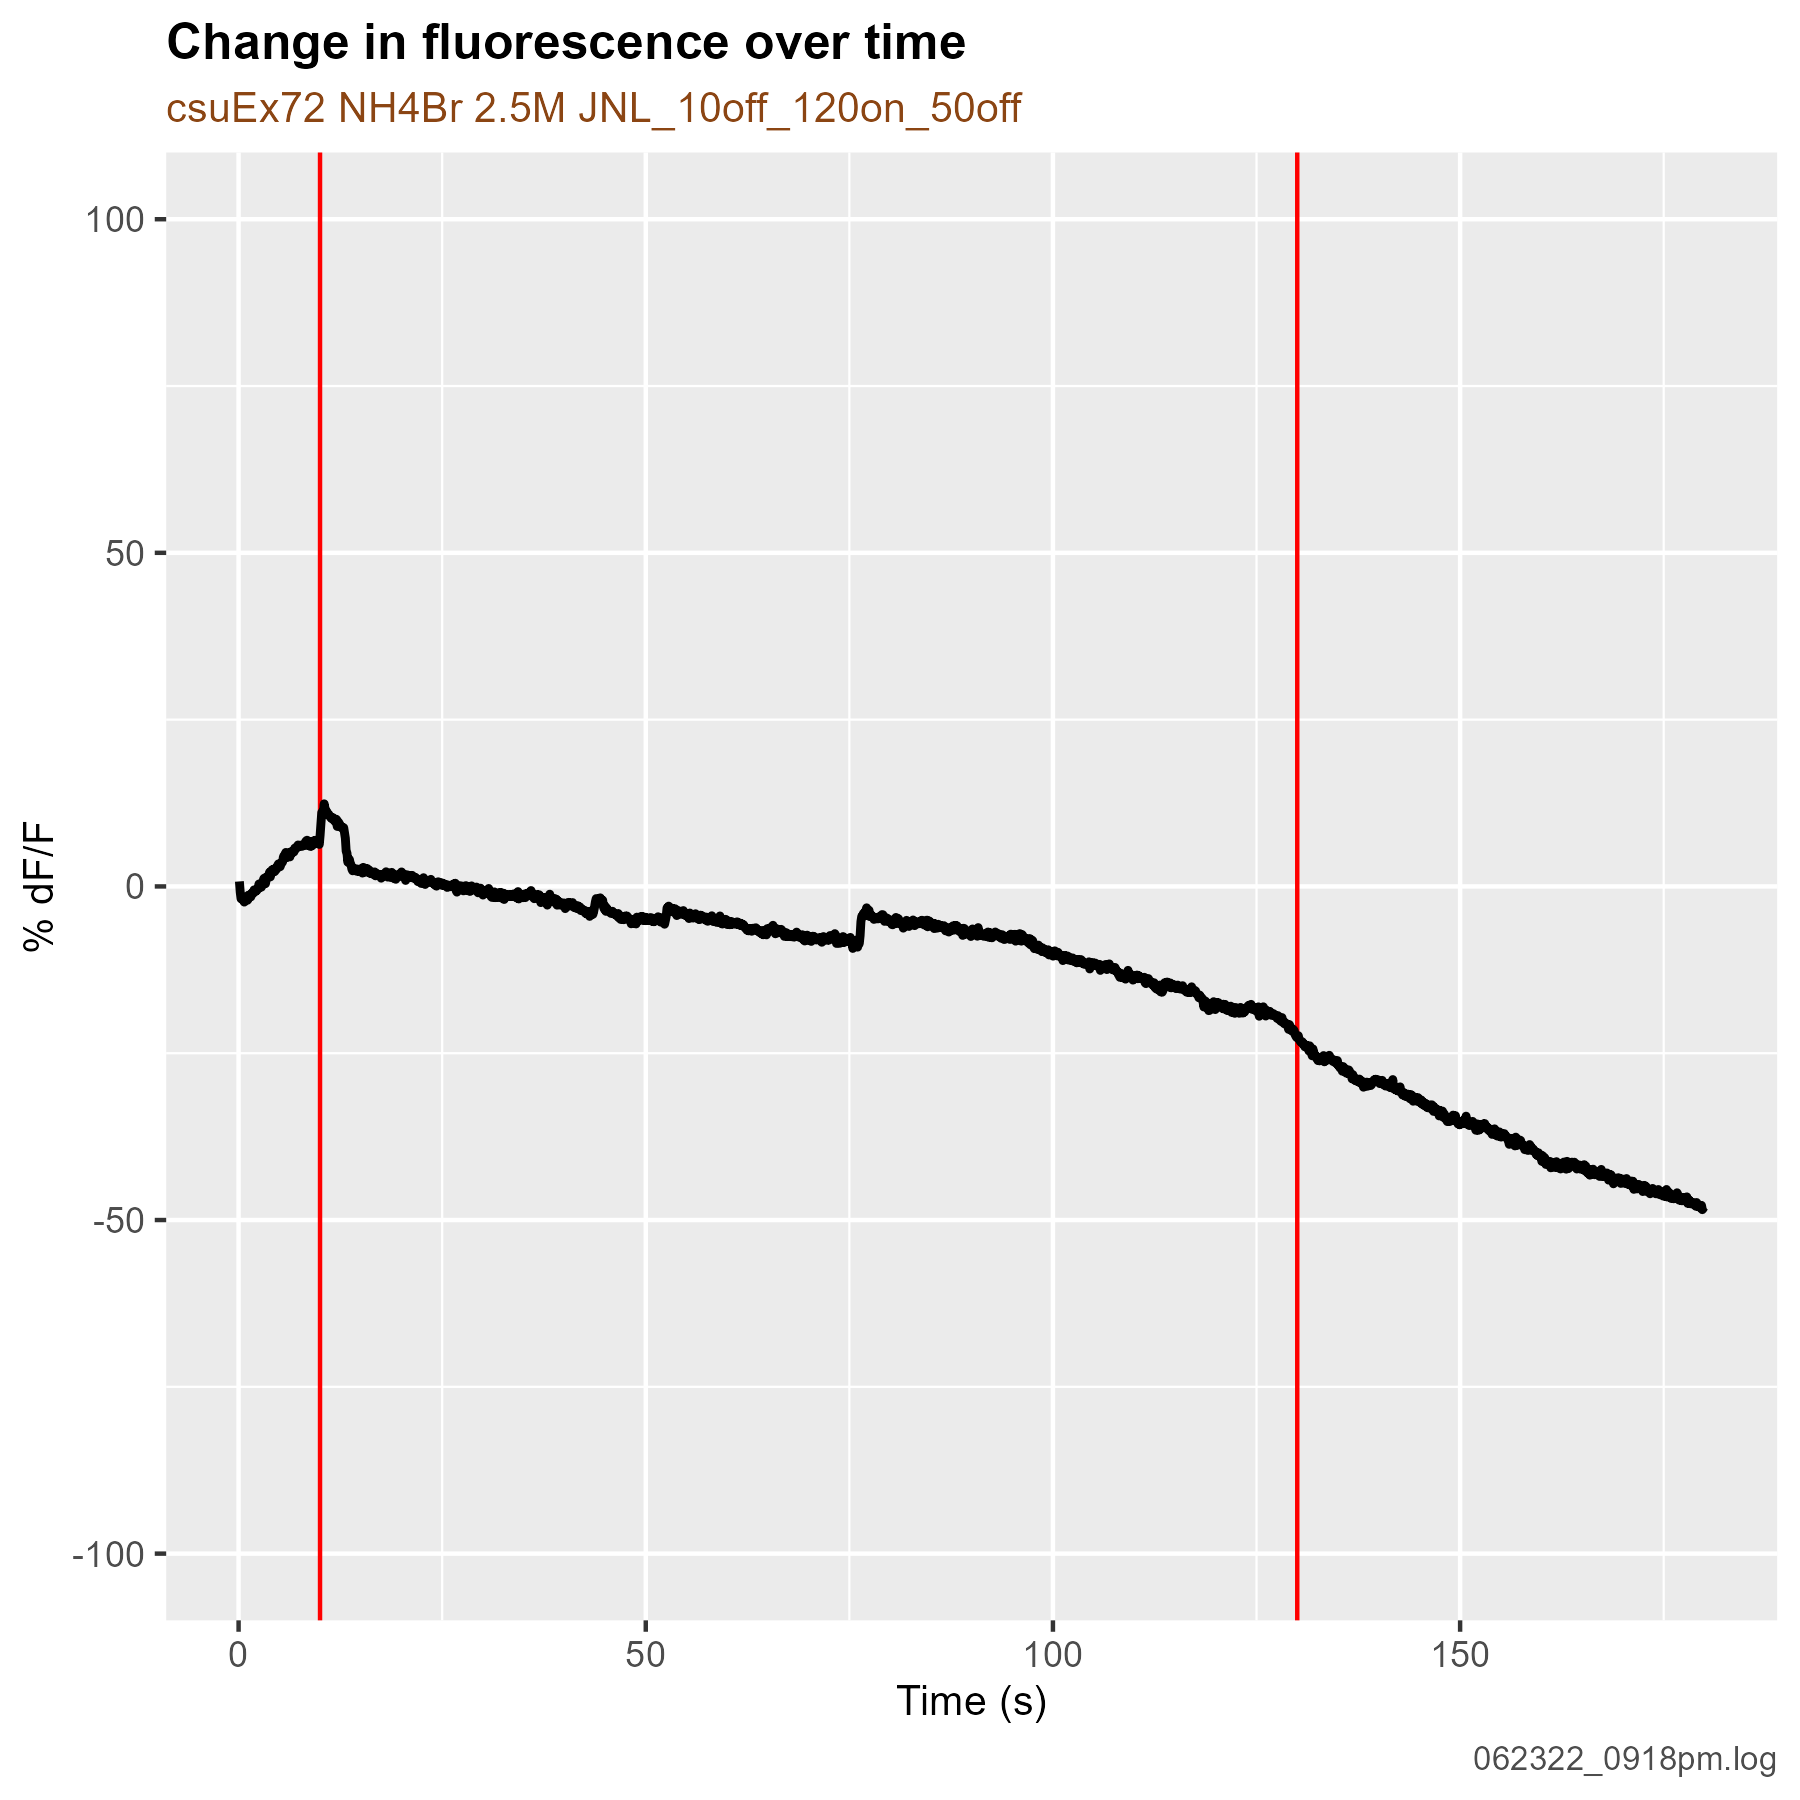 Change in fluorescence over time
csuEx72 NH4Br 2.5M JNL_10off_120on_50off
% dF/F
100
50
0
-50
-100
0 50 100 150
Time (s)
062322_0918pm.log